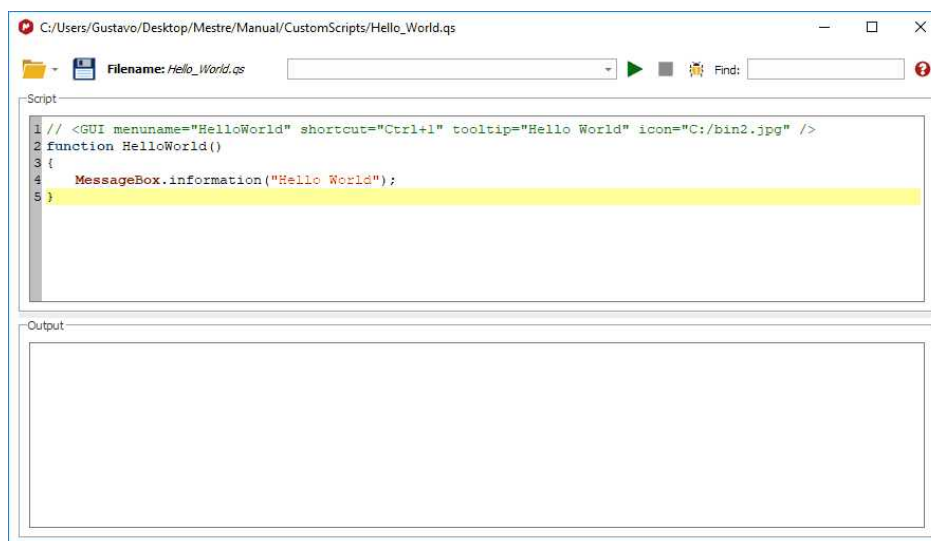 C:/Users/Gustavo/Desktop/Mestre/Manual/CustomScripts/Hello_World.qs
Filename: Hello_World.qs Find:
Script
1 // <GUI menuname="HelloWorld" shortcut="Ctrl+1" tooltip="Hello World" icon="C:/bin2.jpg" />
2 function HelloWorld()
3 {
4     MessageBox.information("Hello World");
5 }
Output